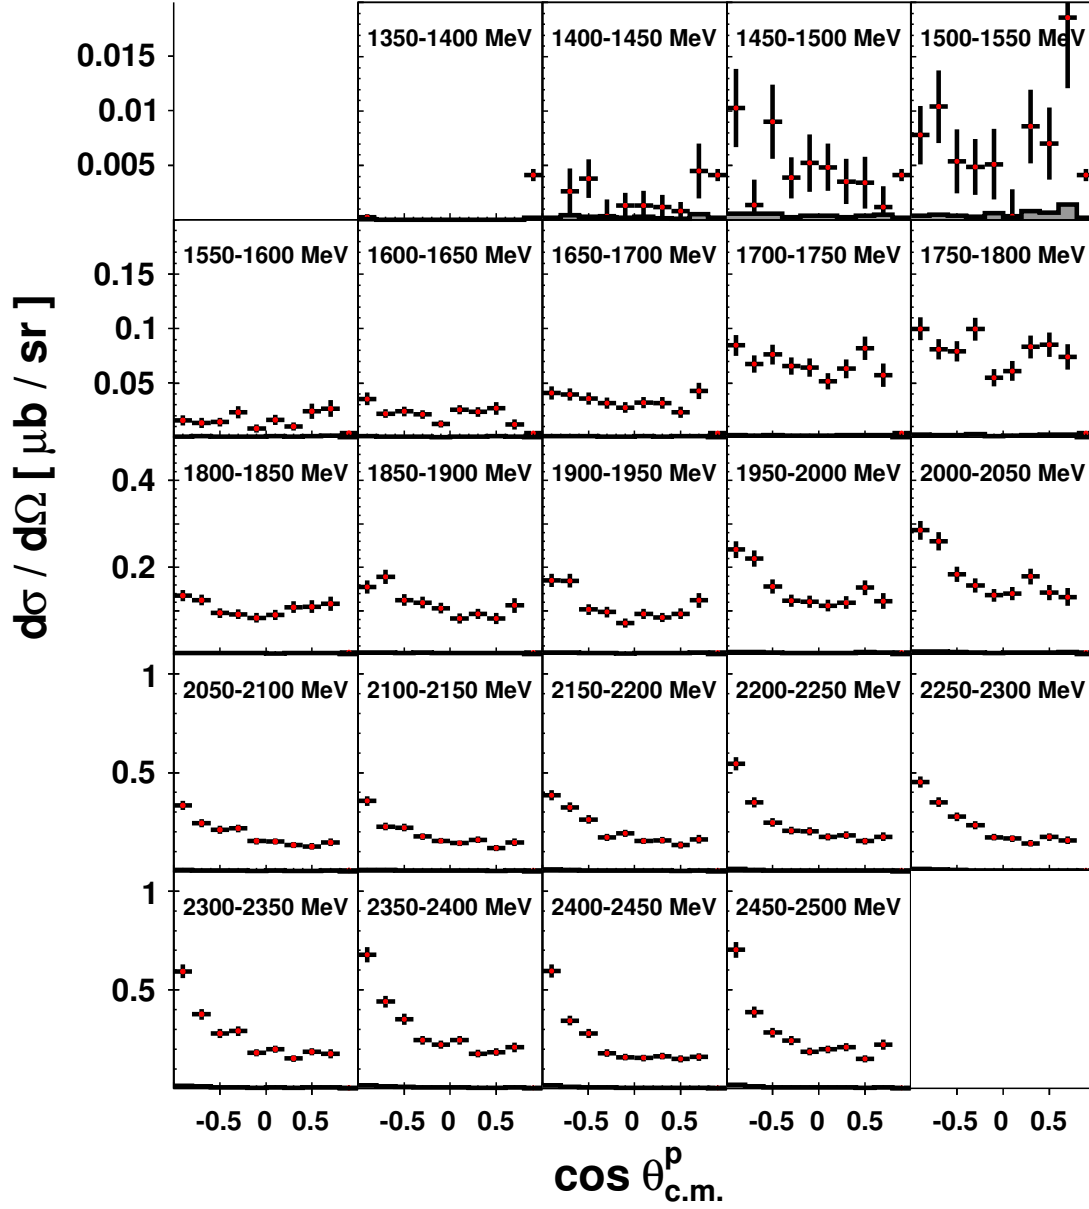 dσ / dΩ [ μb / sr ]
0.015
0.01
0.005
1350-1400 MeV
1400-1450 MeV
1450-1500 MeV
1500-1550 MeV
0.15
0.1
0.05
1550-1600 MeV
1600-1650 MeV
1650-1700 MeV
1700-1750 MeV
1750-1800 MeV
0.4
0.2
1800-1850 MeV
1850-1900 MeV
1900-1950 MeV
1950-2000 MeV
2000-2050 MeV
1
0.5
2050-2100 MeV
2100-2150 MeV
2150-2200 MeV
2200-2250 MeV
2250-2300 MeV
1
0.5
2300-2350 MeV
2350-2400 MeV
2400-2450 MeV
2450-2500 MeV
-0.5 0 0.5 -0.5 0 0.5 -0.5 0 0.5 -0.5 0 0.5 -0.5 0 0.5
cos θ p c.m.